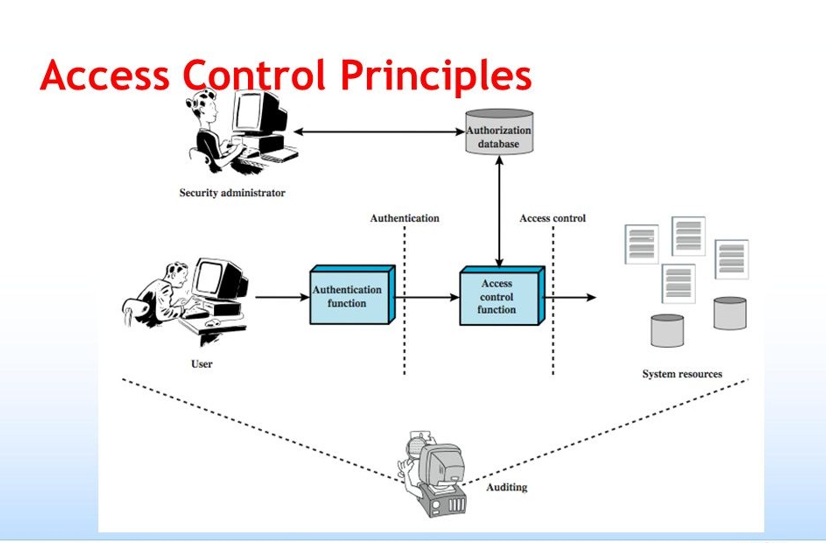 Access Control Principles
Authorization
database
Security administrator
Authentication
Access control
Authentication
function
Access
control
function
User
System resources
Auditing